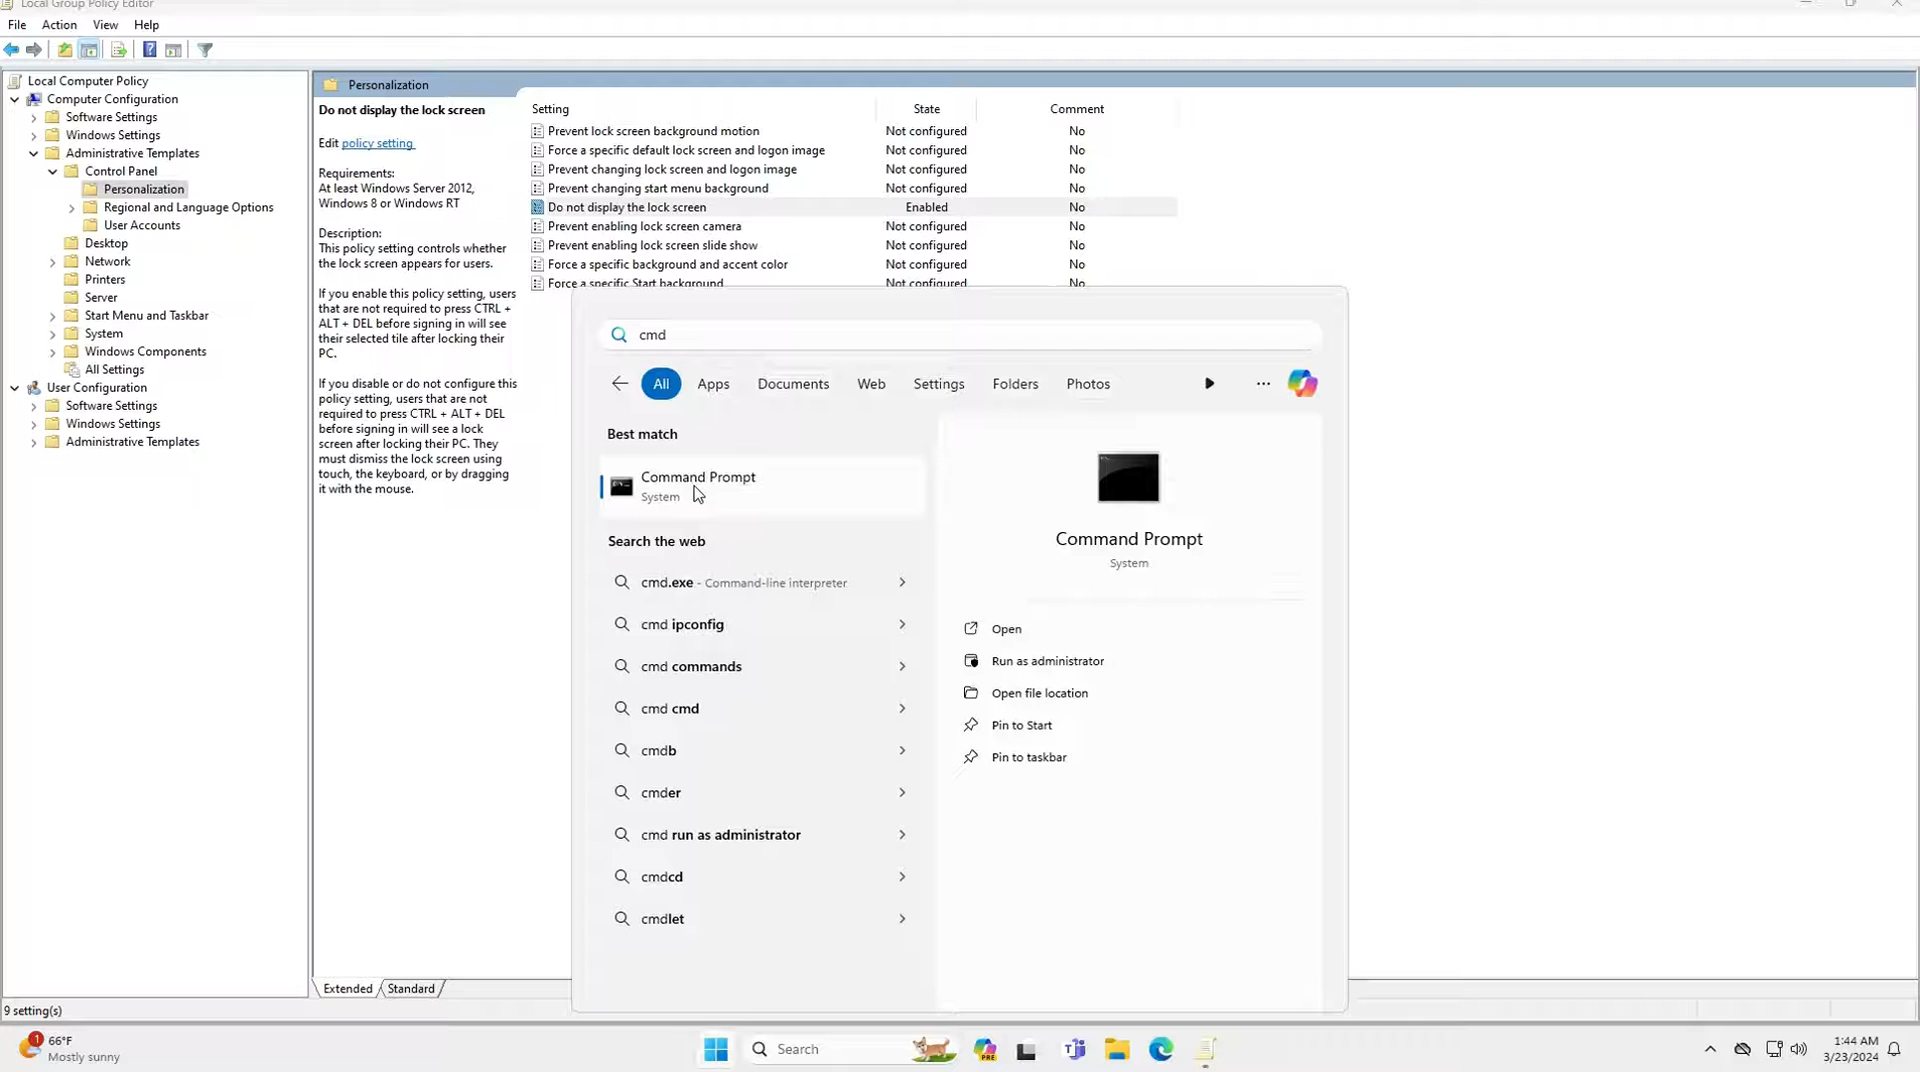 Local Group Policy Editor
File Action View Help
Local Computer Policy
Computer Configuration
Software Settings
Windows Settings
Administrative Templates
Control Panel
Personalization
Regional and Language Options
User Accounts
Desktop
Network
Printers
Server
Start Menu and Taskbar
System
Windows Components
All Settings
User Configuration
Software Settings
Windows Settings
Administrative Templates
Personalization
Do not display the lock screen
Edit policy setting
Requirements:
At least Windows Server 2012,
Windows 8 or Windows RT
Description:
This policy setting controls whether
the lock screen appears for users.
If you enable this policy setting, users
that are not required to press CTRL +
ALT + DEL before signing in will see
their selected tile after locking their
PC.
If you disable or do not configure this
policy setting, users that are not
required to press CTRL + ALT + DEL
before signing in will see a lock
screen after locking their PC. They
must dismiss the lock screen using
touch, the keyboard, or by dragging
it with the mouse.
Setting State Comment
Prevent lock screen background motion Not configured No
Force a specific default lock screen and logon image Not configured No
Prevent changing lock screen and logon image Not configured No
Prevent changing start menu background Not configured No
Do not display the lock screen Enabled No
Prevent enabling lock screen camera Not configured No
Prevent enabling lock screen slide show Not configured No
Force a specific background and accent color Not configured No
Force a specific Start background Not configured No
cmd
All Apps Documents Web Settings Folders Photos
Best match
Command Prompt
System
Search the web
cmd.exe - Command-line interpreter
cmd ipconfig
cmd commands
cmd cmd
cmdb
cmder
cmd run as administrator
cmdcd
cmdlet
Command Prompt
System
Open
Run as administrator
Open file location
Pin to Start
Pin to taskbar
Extended Standard
9 setting(s)
1
66°F
Mostly sunny
Search
PRE
1:44 AM
3/23/2024